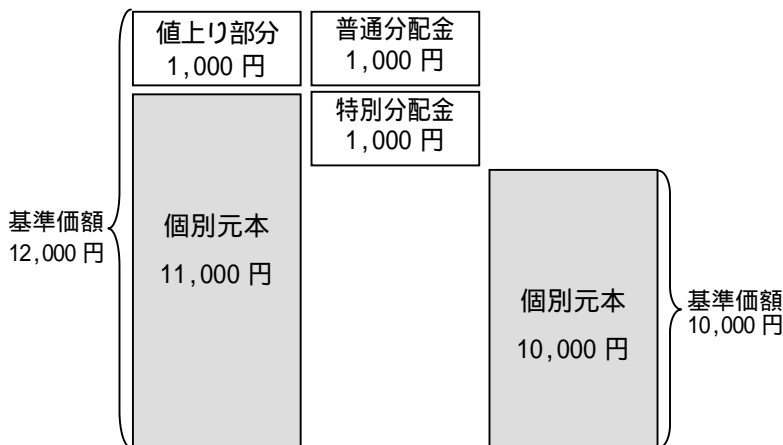 値上り部分
1,000 円
普通分配金
1,000 円
特別分配金
1,000 円
基準価額
12,000 円
個別元本
11,000 円
個別元本
10,000 円
基準価額
10,000 円